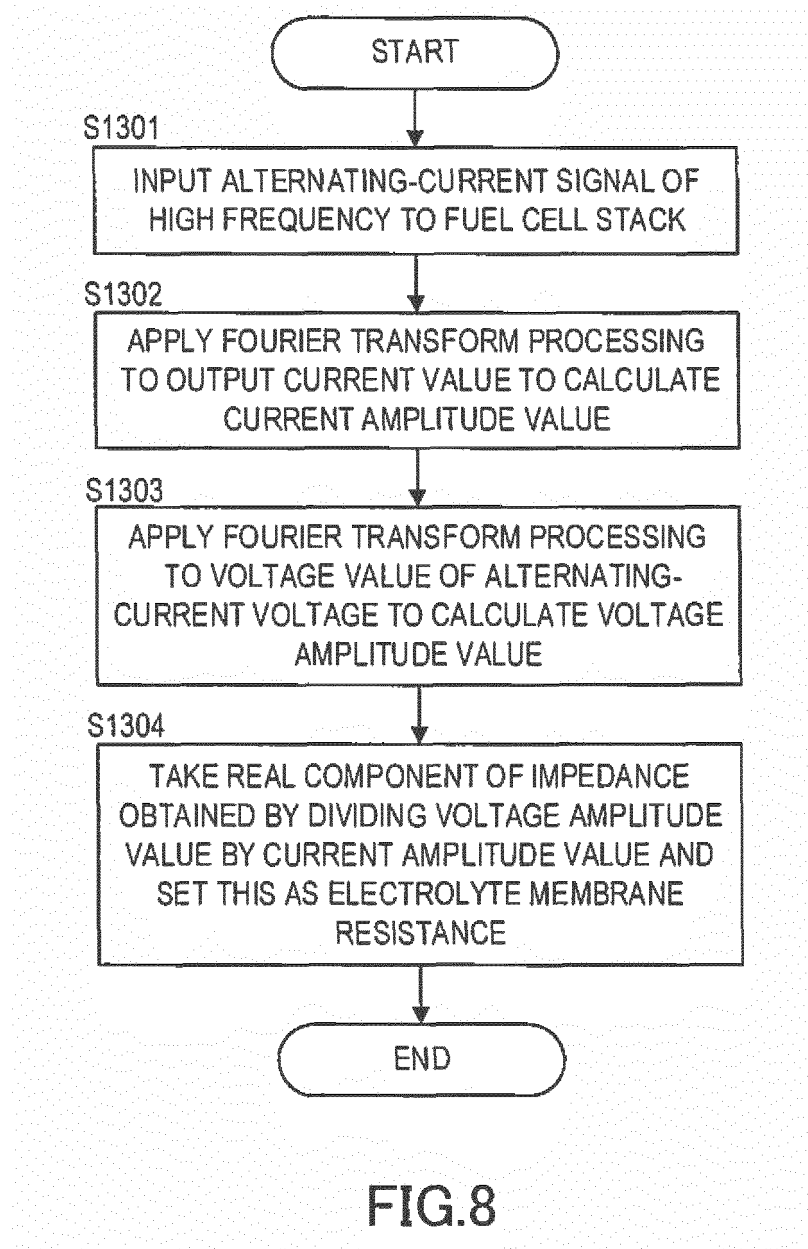 START
S1301
INPUT ALTERNATING-CURRENT SIGNAL OF
HIGH FREQUENCY TO FUEL CELL STACK
S1302
APPLY FOURIER TRANSFORM PROCESSING
TO OUTPUT CURRENT VALUE TO CALCULATE
CURRENT AMPLITUDE VALUE
S1303
APPLY FOURIER TRANSFORM PROCESSING
TO VOLTAGE VALUE OF ALTERNATING-
CURRENT VOLTAGE TO CALCULATE VOLTAGE
AMPLITUDE VALUE
S1304
TAKE REAL COMPONENT OF IMPEDANCE
OBTAINED BY DIVIDING VOLTAGE AMPLITUDE
VALUE BY CURRENT AMPLITUDE VALUE AND
SET THIS AS ELECTROLYTE MEMBRANE
RESISTANCE
END
FIG.8